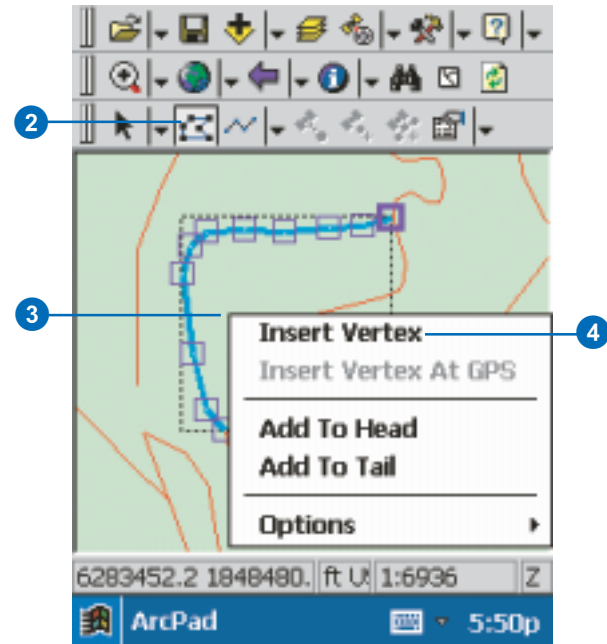 2
3
Insert Vertex
4
Insert Vertex At GPS
Add To Head
Add To Tail
Options
6283452.2 1848480. ft U 1:6936 Z
ArcPad 5:50p